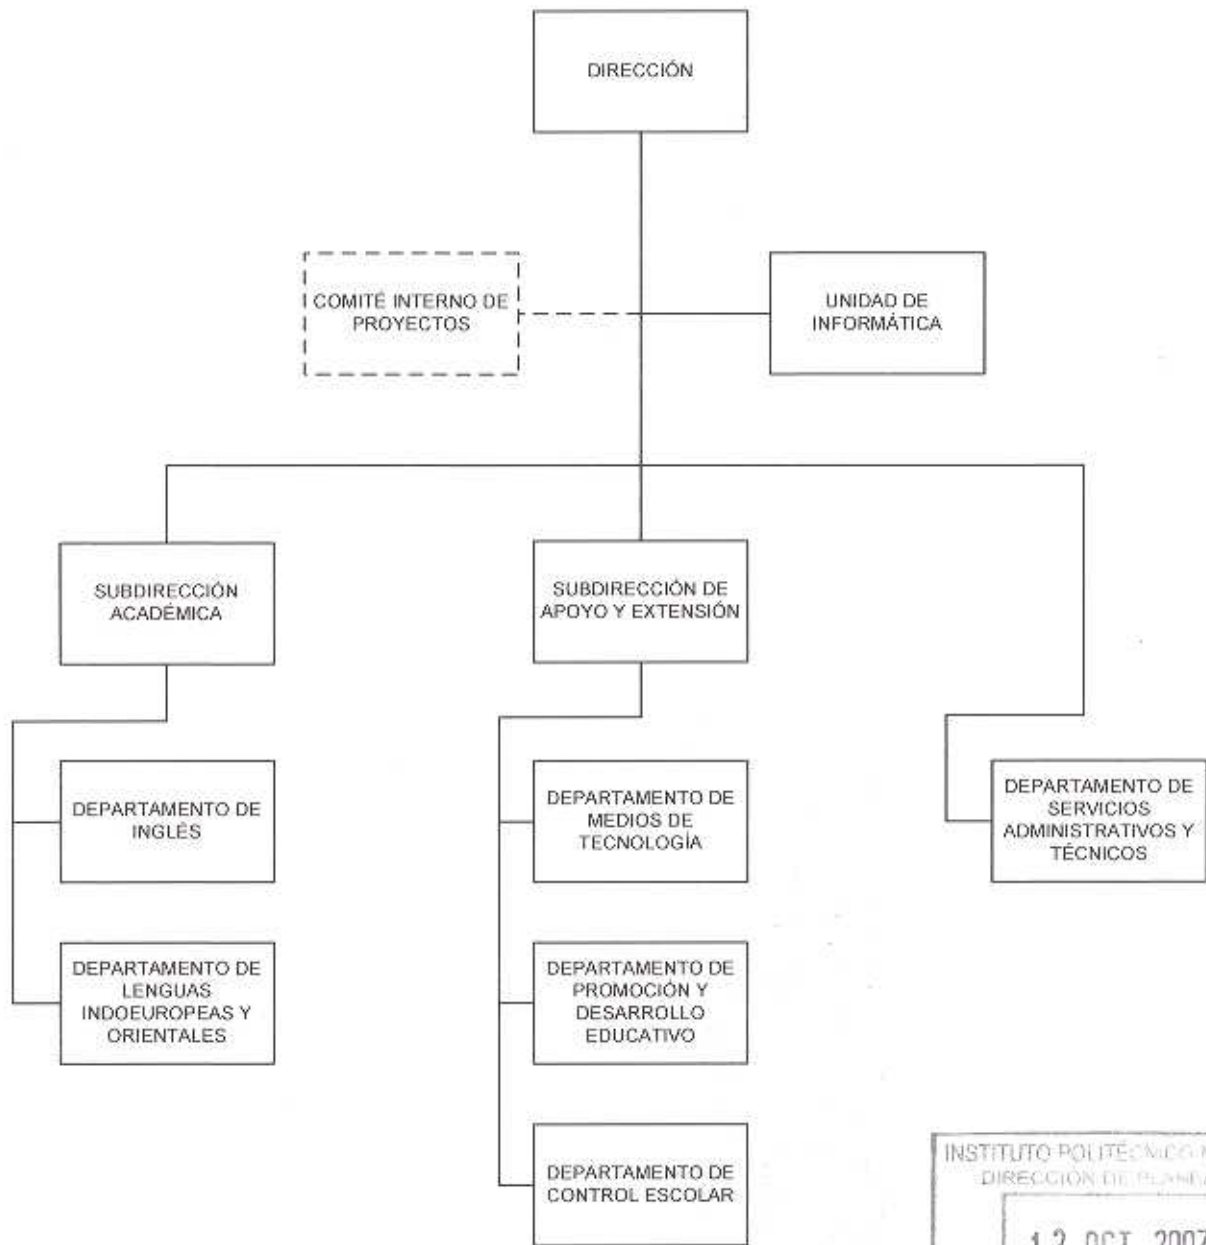 DIRECCIÓN
COMITÉ INTERNO DE
PROYECTOS
UNIDAD DE
INFORMÁTICA
SUBDIRECCIÓN
ACADÉMICA
SUBDIRECCIÓN DE
APOYO Y EXTENSIÓN
DEPARTAMENTO DE
INGLÉS
DEPARTAMENTO DE
MEDIOS DE
TECNOLOGÍA
DEPARTAMENTO DE
SERVICIOS
ADMINISTRATIVOS Y
TÉCNICOS
DEPARTAMENTO DE
LENGUAS
INDOEUROPEAS Y
ORIENTALES
DEPARTAMENTO DE
PROMOCIÓN Y
DESARROLLO
EDUCATIVO
DEPARTAMENTO DE
CONTROL ESCOLAR
INSTITUTO POLITÉCNICO
DIRECCIÓN DE
12 OCT. 2007